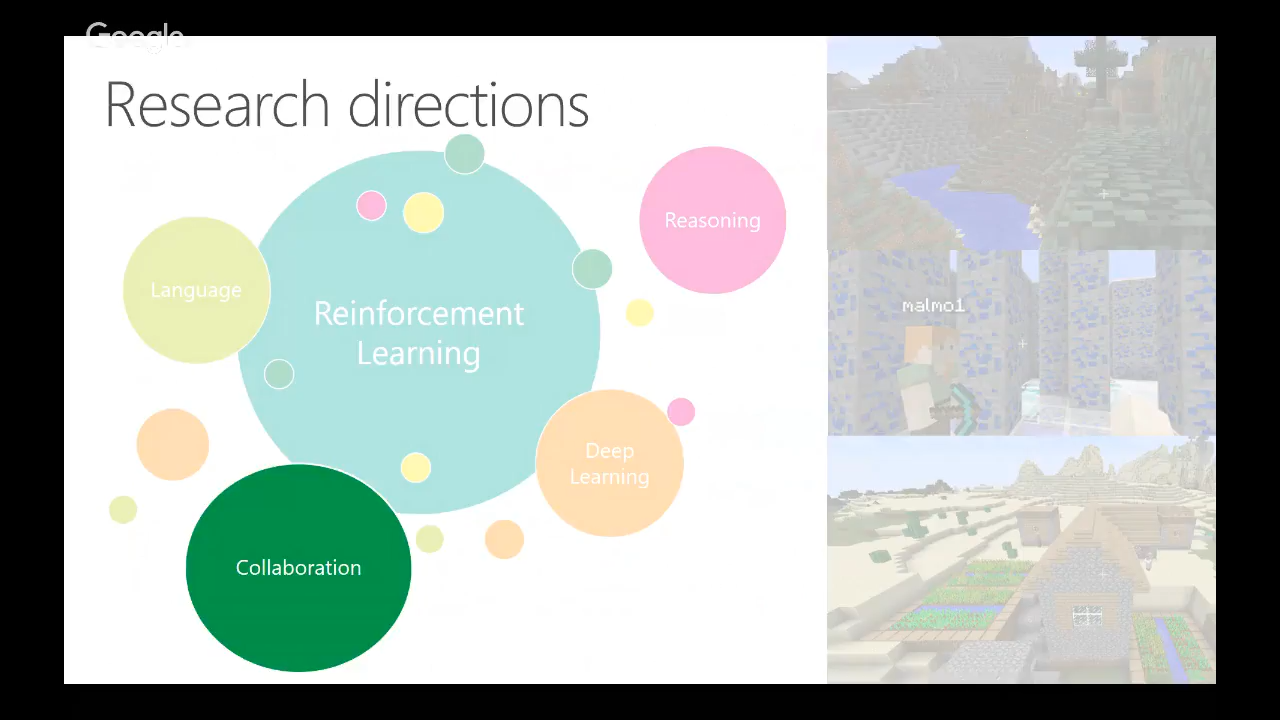 Google
Research directions
Reasoning
Language
Reinforcement
Learning
malmo1
Deep
Learning
Collaboration